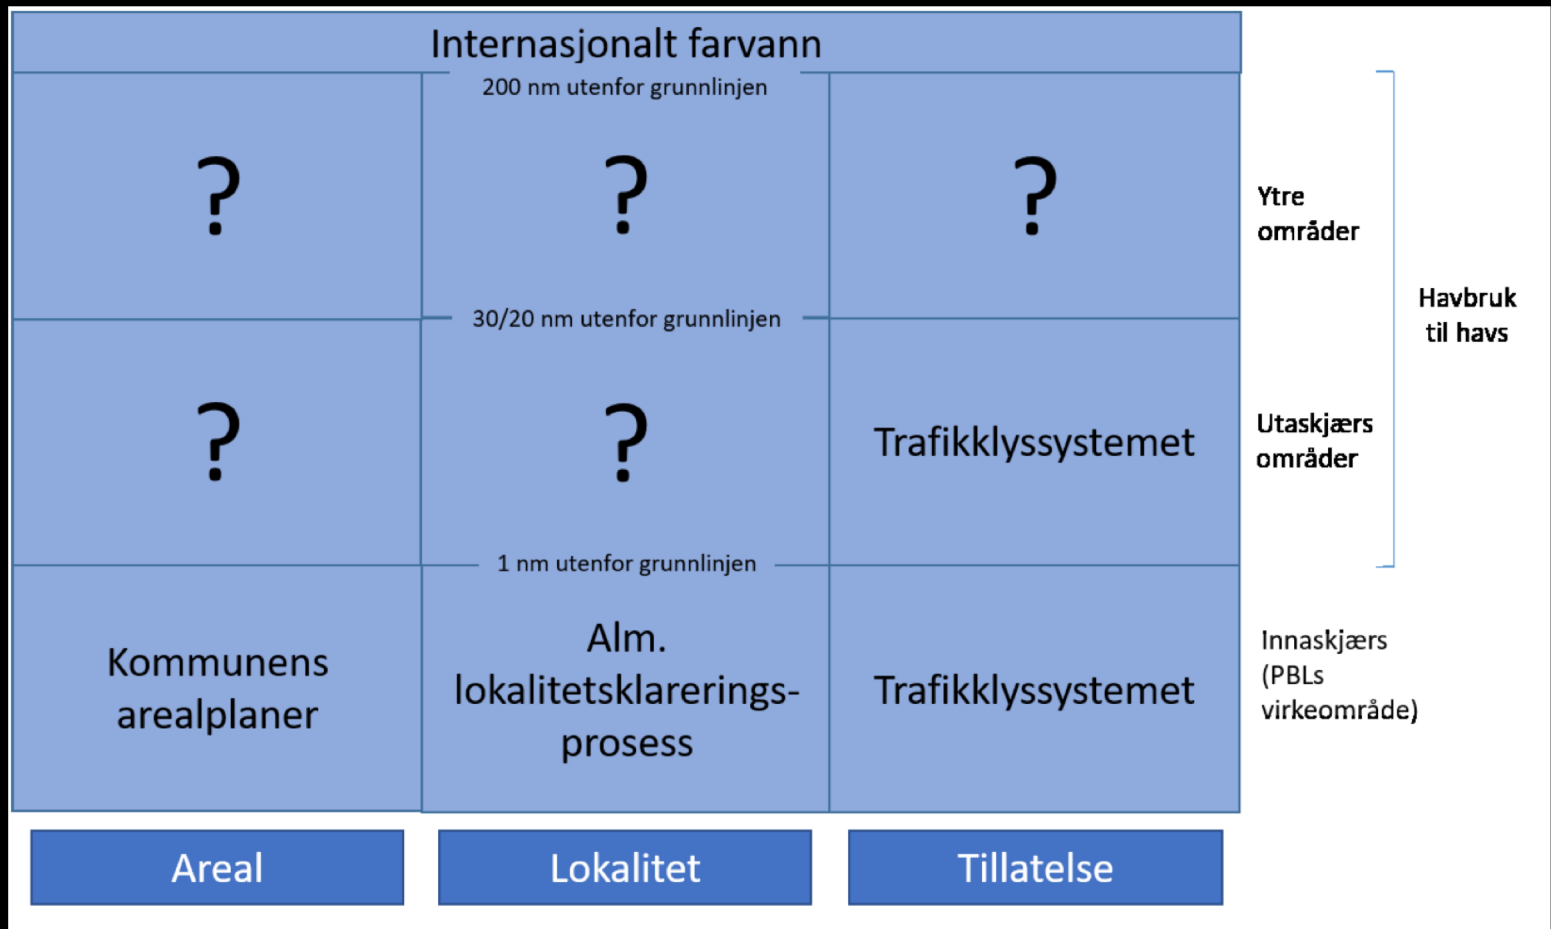 Internasjonalt farvann
200 nm utenfor grunnlinjen
?
?
?
Ytre
områder
30/20 nm utenfor grunnlinjen
Havbruk
til havs
?
?
Trafikklyssystemet
Utaskjærs
områder
1 nm utenfor grunnlinjen
Kommunens
arealplaner
Alm.
lokalitetsklarerings-
prosess
Trafikklyssystemet
Innaskjærs
(PBLs
virkeområde)
Areal
Lokalitet
Tillatelse